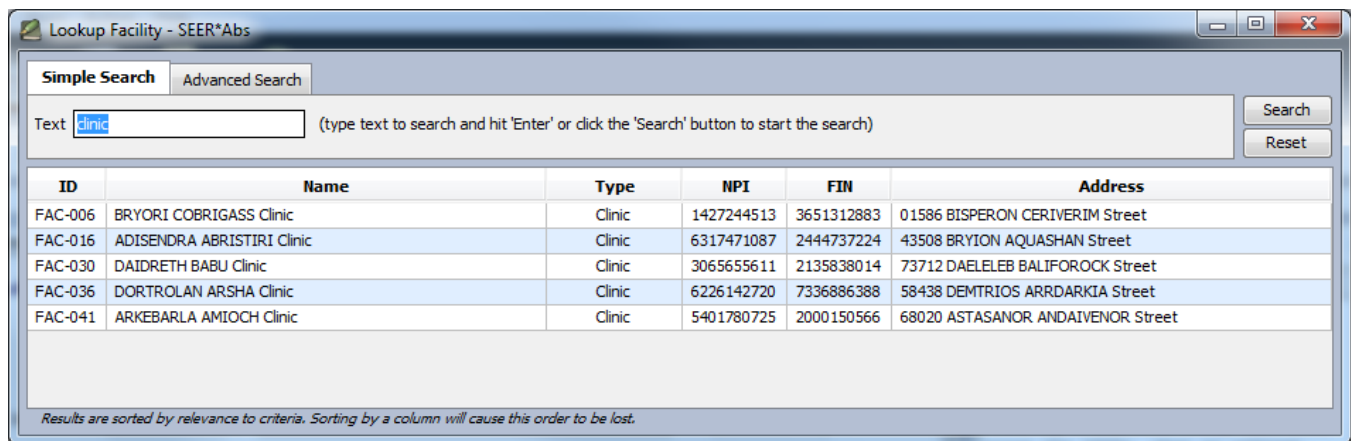 Lookup Facility - SEER*Abs
Simple Search Advanced Search
Text clinic (type text to search and hit 'Enter' or click the 'Search' button to start the search) Search
Reset
ID Name Type NPI FIN Address
FAC-006 BRYORI COBRIGASS Clinic Clinic 1427244513 3651312883 01586 BISPERON CERIVERIM Street
FAC-016 ADISENDRA ABRISTIRI Clinic Clinic 6317471087 2444737224 43508 BRYION AQUASHAN Street
FAC-030 DAIDRETH BABU Clinic Clinic 3065655611 2135838014 73712 DAELELEB BALIFOROCK Street
FAC-036 DORTROLAN ARSHA Clinic Clinic 6226142720 7336886388 58438 DEMTRIOS ARRDARKIA Street
FAC-041 ARKEBARLA AMIOCH Clinic Clinic 5401780725 2000150566 68020 ASTASANOR ANDAIVENOR Street
Results are sorted by relevance to criteria. Sorting by a column will cause this order to be lost.